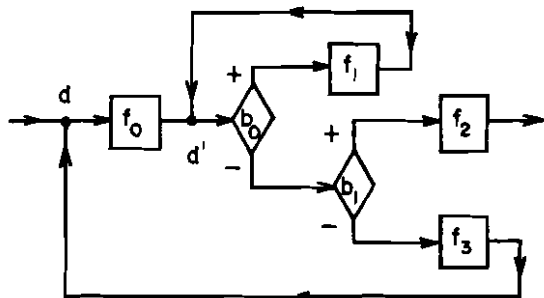 +
f₁
d
f₀
d'
b₀
+
f₂
−
b₁
−
f₃